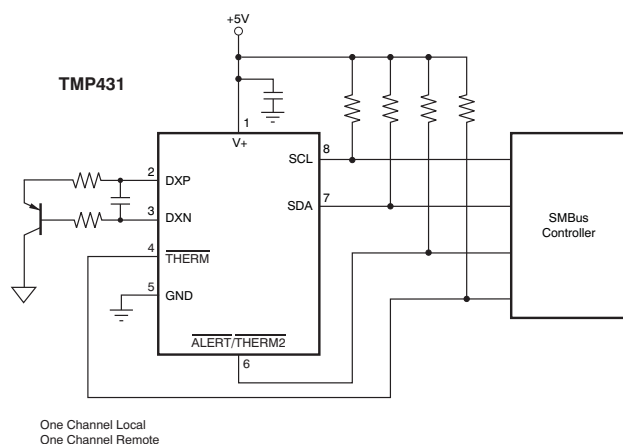 +5V
TMP431
1
V+
2
DXP
SCL
8
3
DXN
SDA
7
SMBus
Controller
4
THERM
5
GND
ALERT/THERM2
6
One Channel Local
One Channel Remote